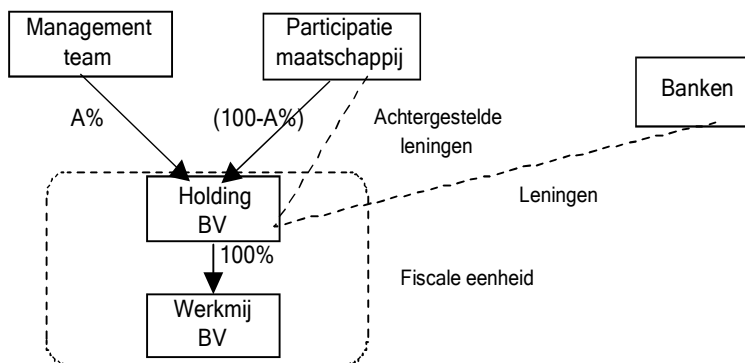 Management
team
Participatie
maatschappij
Banken
A%
(100-A%)
Achtergestelde
leningen
Holding
BV
Leningen
100%
Fiscale eenheid
Werkmij
BV